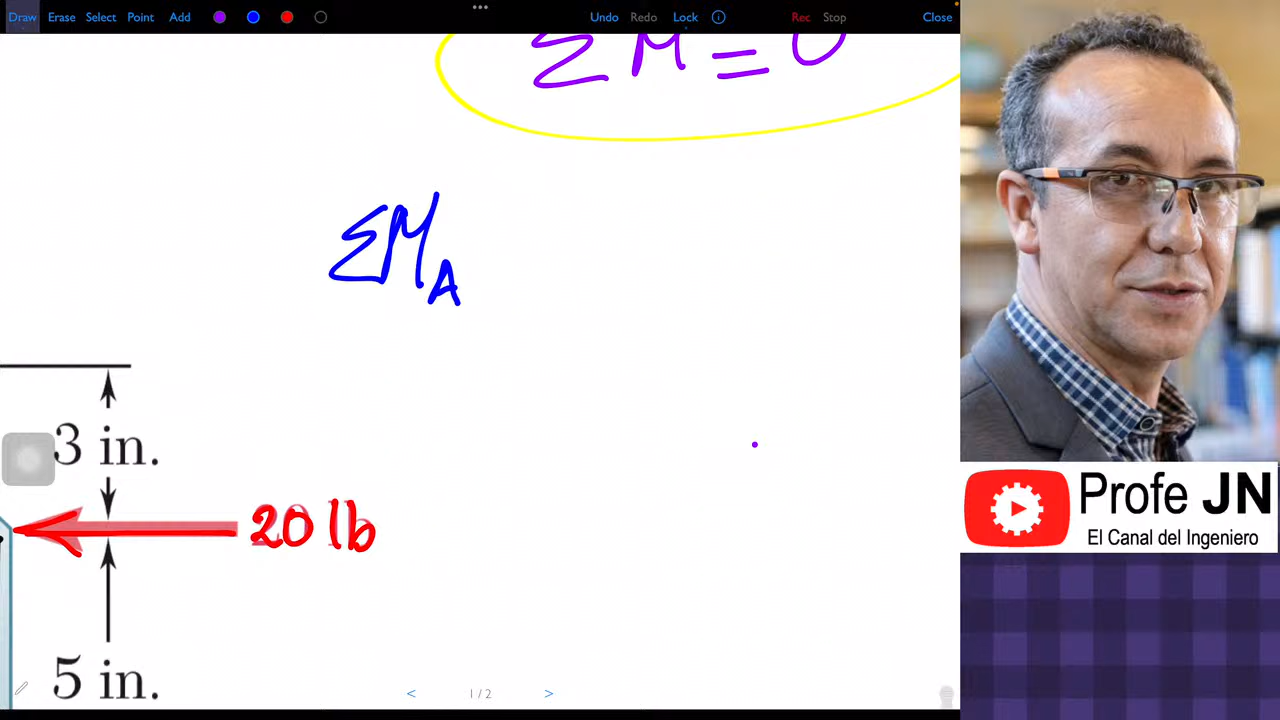 Draw Erase Select Point Add Undo Redo Lock Rec Stop Close
ΣM=0
ΣM_A
3 in.
20 lb
5 in.
< 1/2 >
Profe JN
El Canal del Ingeniero